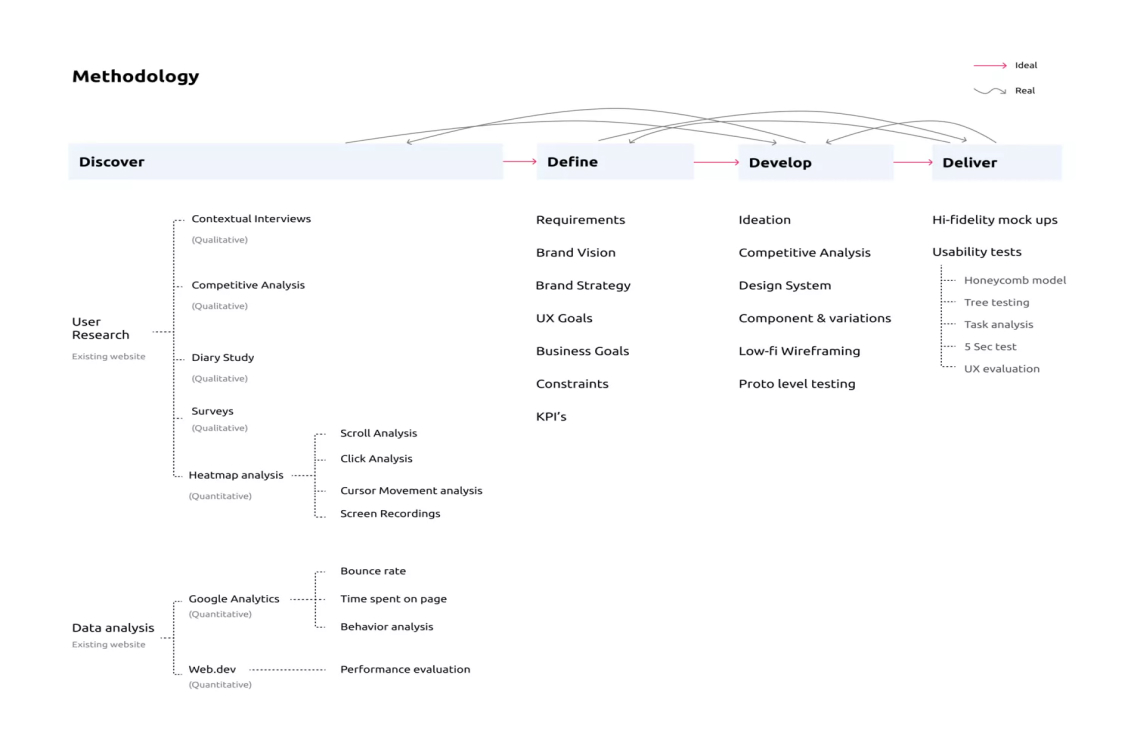 Methodology
Ideal
Real
Discover
Define
Develop
Deliver
User
Research
Existing website
Contextual Interviews
(Qualitative)
Competitive Analysis
(Qualitative)
Diary Study
(Qualitative)
Surveys
(Qualitative)
Heatmap analysis
(Quantitative)
Scroll Analysis
Click Analysis
Cursor Movement analysis
Screen Recordings
Data analysis
Existing website
Google Analytics
(Quantitative)
Bounce rate
Time spent on page
Behavior analysis
Web.dev
(Quantitative)
Performance evaluation
Requirements
Brand Vision
Brand Strategy
UX Goals
Business Goals
Constraints
KPI's
Ideation
Competitive Analysis
Design System
Component & variations
Low-fi Wireframing
Proto level testing
Hi-fidelity mock ups
Usability tests
Honeycomb model
Tree testing
Task analysis
5 Sec test
UX evaluation